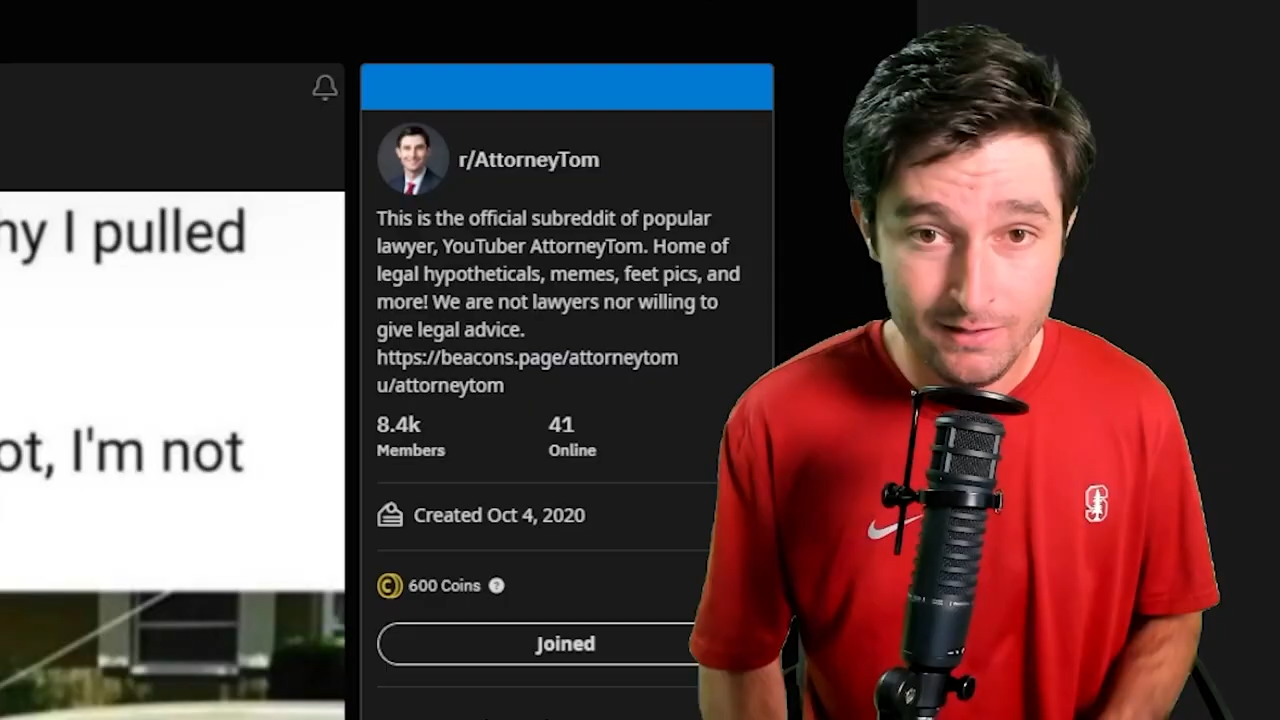 hy I pulled
ot, I'm not
r/AttorneyTom
This is the official subreddit of popular
lawyer, YouTuber AttorneyTom. Home of
legal hypotheticals, memes, feet pics, and
more! We are not lawyers nor willing to
give legal advice.
https://beacons.page/attorneytom
u/attorneytom
8.4k
41
Members
Online
Created Oct 4, 2020
600 Coins
Joined
S